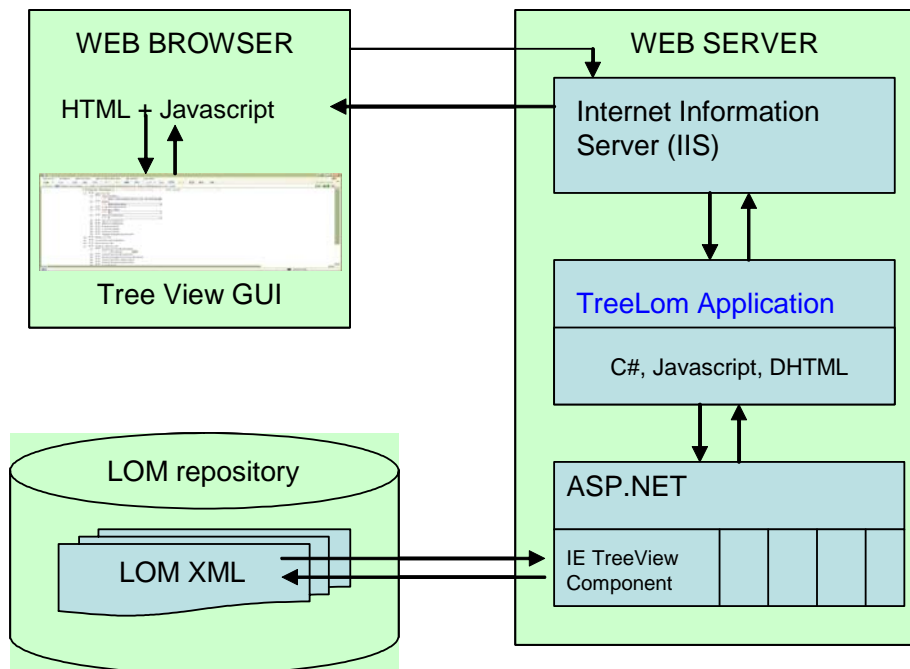 WEB BROWSER
HTML + Javascript
Tree View GUI
WEB SERVER
Internet Information
Server (IIS)
TreeLom Application
C#, Javascript, DHTML
ASP.NET
IE TreeView
Component
LOM repository
LOM XML